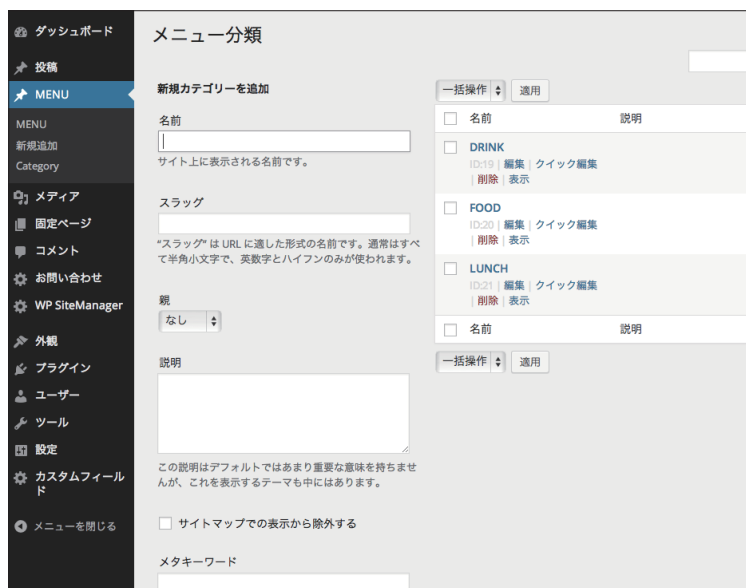 ダッシュボード
投稿
MENU
MENU
新規追加
Category
メディア
固定ページ
コメント
お問い合わせ
WP SiteManager
外観
プラグイン
ユーザー
ツール
設定
カスタムフィール
ド
メニューを閉じる
メニュー分類
新規カテゴリーを追加
名前
サイト上に表示される名前です。
スラッグ
“スラッグ” は URL に適した形式の名前です。通常はすべ
て半角小文字で、英数字とハイフンのみが使われます。
親
なし
説明
この説明はデフォルトではあまり重要な意味を持ちませ
んが、これを表示するテーマも中にはあります。
サイトマップでの表示から除外する
メタキーワード
一括操作 適用
名前 説明
DRINK
ID:19 | 編集 | クイック編集
| 削除 | 表示
FOOD
ID:20 | 編集 | クイック編集
| 削除 | 表示
LUNCH
ID:21 | 編集 | クイック編集
| 削除 | 表示
名前 説明
一括操作 適用